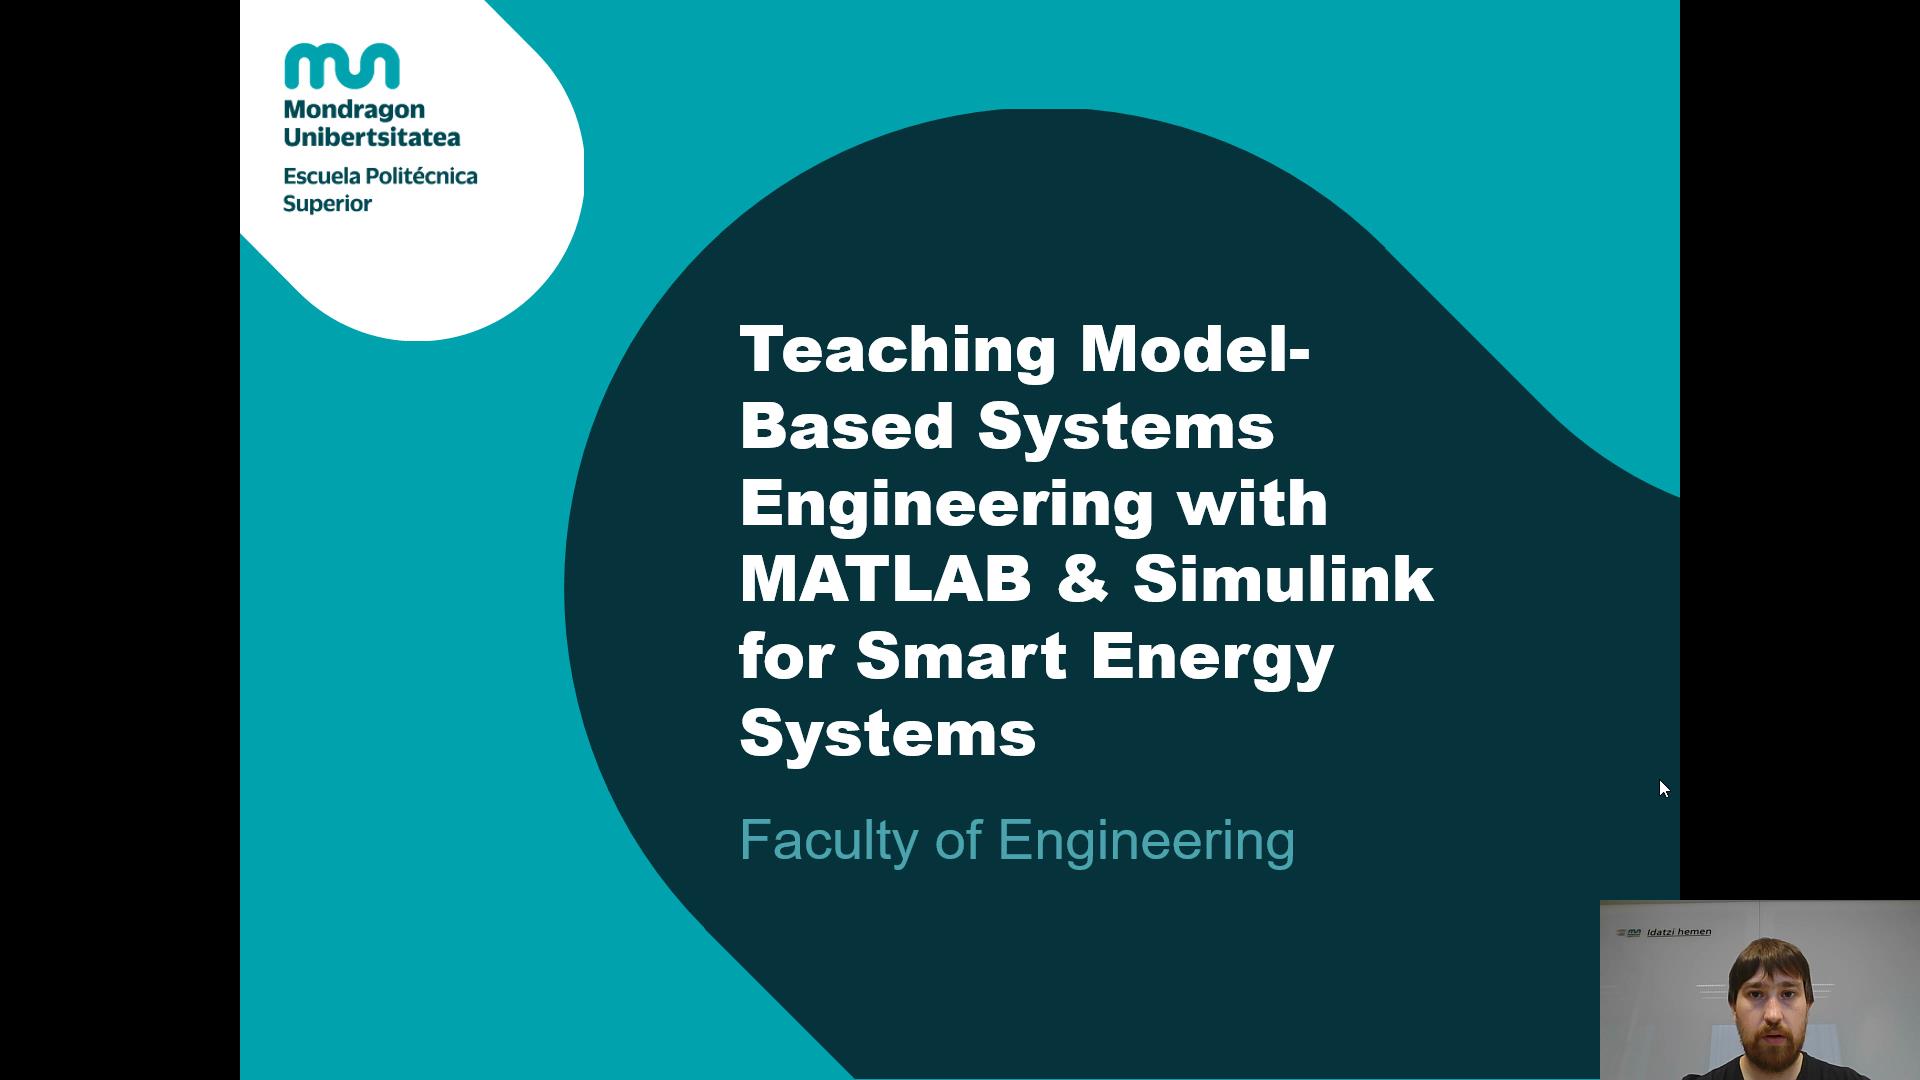 Mondragon
Unibertsitatea
Escuela Politécnica
Superior
Teaching Model-
Based Systems
Engineering with
MATLAB & Simulink
for Smart Energy
Systems
Faculty of Engineering
Idatzi hemen